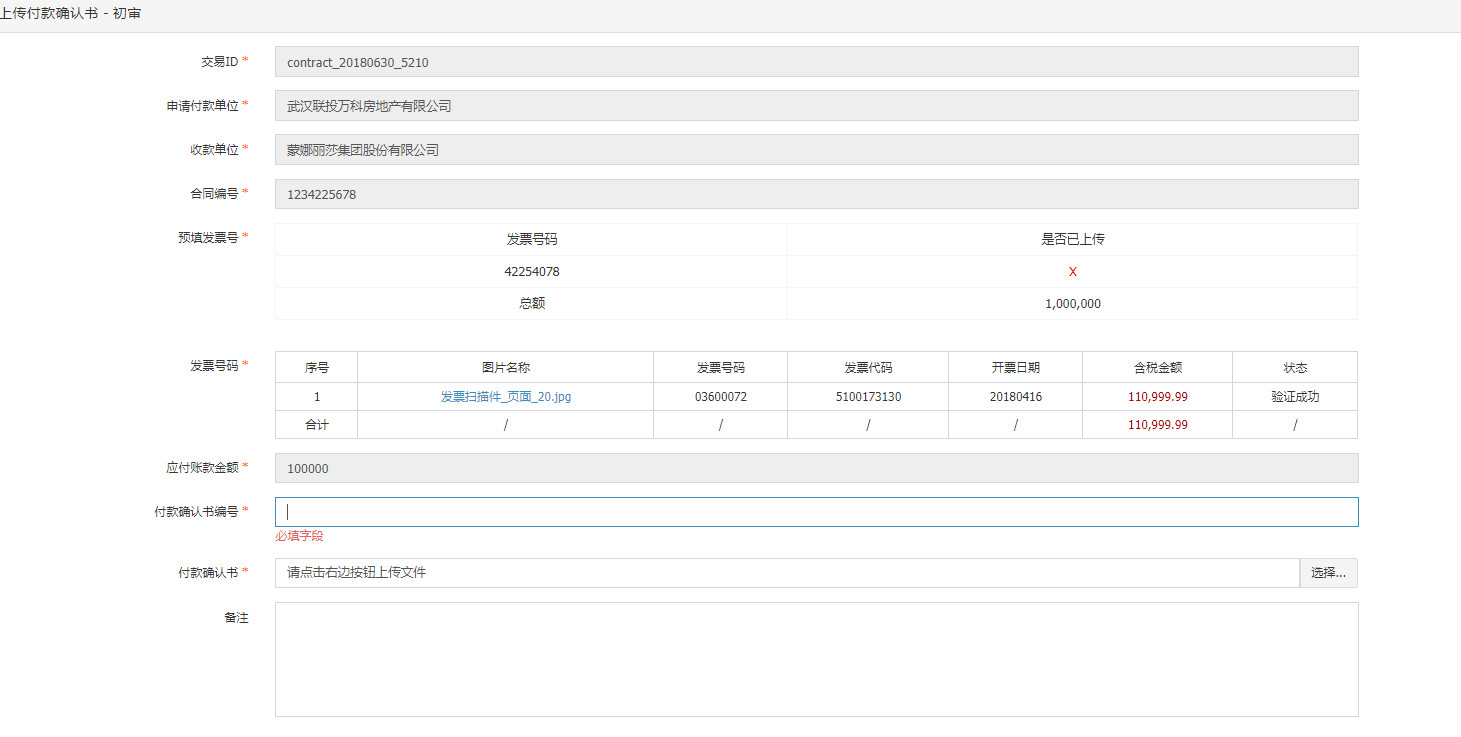 上传付款确认书 - 初审
交易ID * contract_20180630_5210
申请付款单位 * 武汉联投万科房地产有限公司
收款单位 * 蒙娜丽莎集团股份有限公司
合同编号 * 1234225678
预填发票号 * 发票号码 是否已上传
42254078 X
总额 1,000,000
发票号码 * 序号 图片名称 发票号码 发票代码 开票日期 含税金额 状态
1 发票扫描件_页面_20.jpg 03600072 5100173130 20180416 110,999.99 验证成功
合计 / / / / 110,999.99 /
应付账款金额 * 100000
付款确认书编号 *
必填字段
付款确认书 * 请点击右边按钮上传文件 选择...
备注